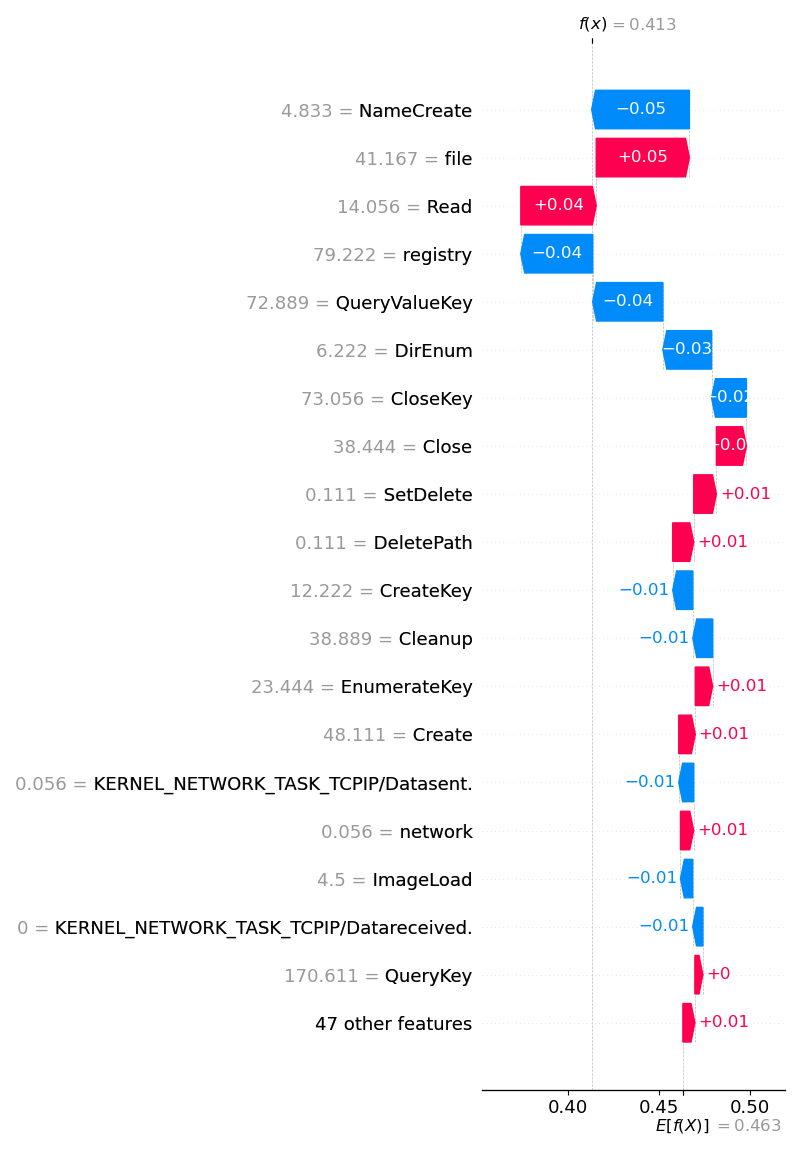 f(x) = 0.413
4.833 = NameCreate −0.05
41.167 = file +0.05
14.056 = Read +0.04
79.222 = registry −0.04
72.889 = QueryValueKey −0.04
6.222 = DirEnum −0.03
73.056 = CloseKey −0.02
38.444 = Close
0.111 = SetDelete +0.01
0.111 = DeletePath +0.01
12.222 = CreateKey −0.01
38.889 = Cleanup −0.01
23.444 = EnumerateKey +0.01
48.111 = Create +0.01
0.056 = KERNEL_NETWORK_TASK_TCPIP/Datasent. −0.01
0.056 = network +0.01
4.5 = ImageLoad −0.01
0 = KERNEL_NETWORK_TASK_TCPIP/Datareceived. −0.01
170.611 = QueryKey +0
47 other features +0.01
0.40 0.45 0.50
E[f(X)] = 0.463